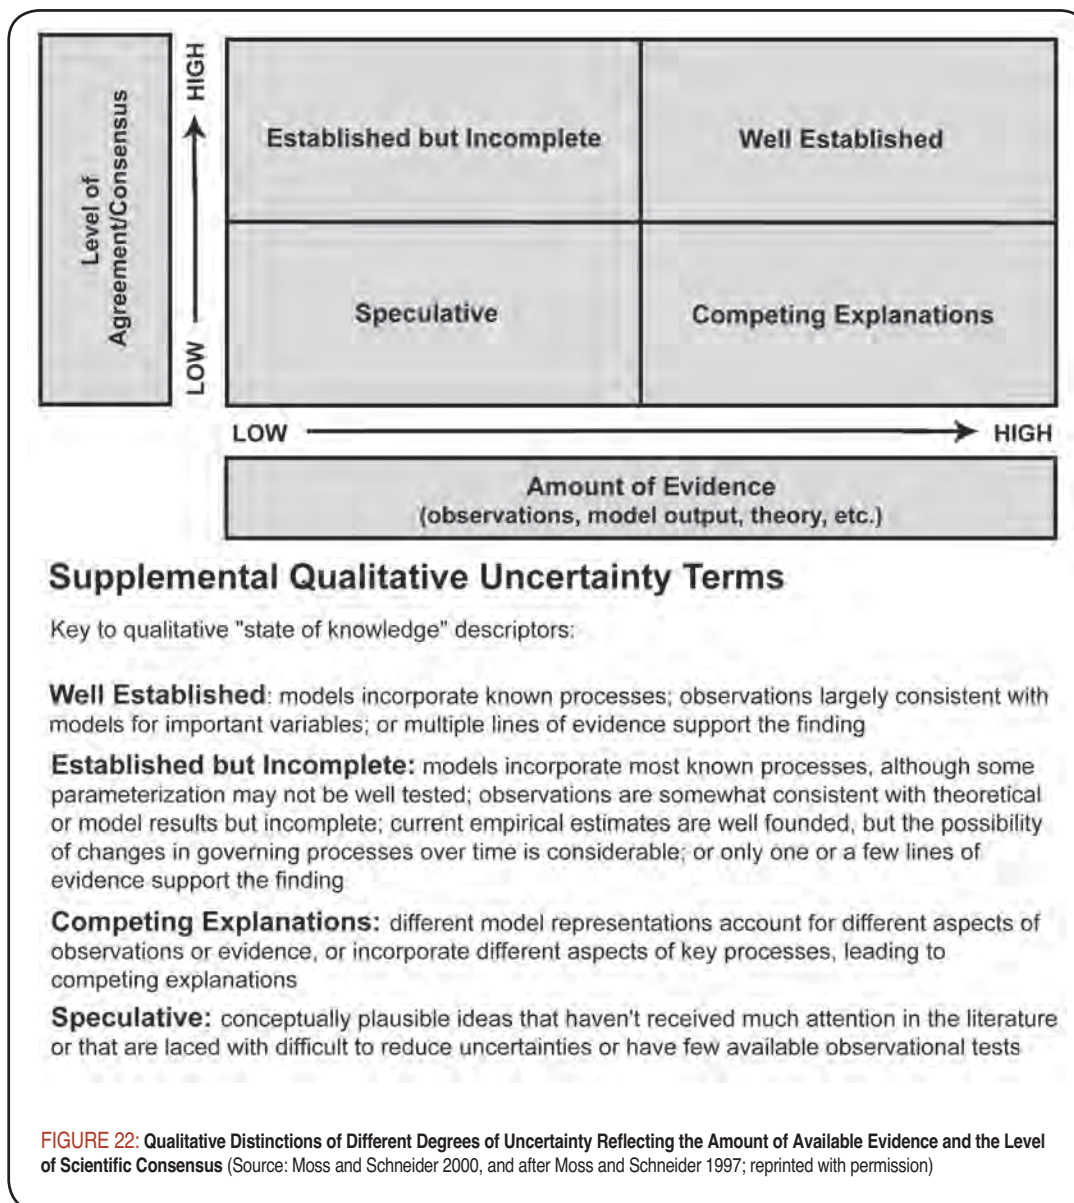 Level of
Agreement/Consensus
HIGH
LOW
Established but Incomplete
Well Established
Speculative
Competing Explanations
LOW
HIGH
Amount of Evidence
(observations, model output, theory, etc.)
Supplemental Qualitative Uncertainty Terms
Key to qualitative "state of knowledge" descriptors:
Well Established: models incorporate known processes; observations largely consistent with
models for important variables; or multiple lines of evidence support the finding
Established but Incomplete: models incorporate most known processes, although some
parameterization may not be well tested; observations are somewhat consistent with theoretical
or model results but incomplete; current empirical estimates are well founded, but the possibility
of changes in governing processes over time is considerable; or only one or a few lines of
evidence support the finding
Competing Explanations: different model representations account for different aspects of
observations or evidence, or incorporate different aspects of key processes, leading to
competing explanations
Speculative: conceptually plausible ideas that haven't received much attention in the literature
or that are laced with difficult to reduce uncertainties or have few available observational tests
FIGURE 22: Qualitative Distinctions of Different Degrees of Uncertainty Reflecting the Amount of Available Evidence and the Level
of Scientific Consensus (Source: Moss and Schneider 2000, and after Moss and Schneider 1997; reprinted with permission)